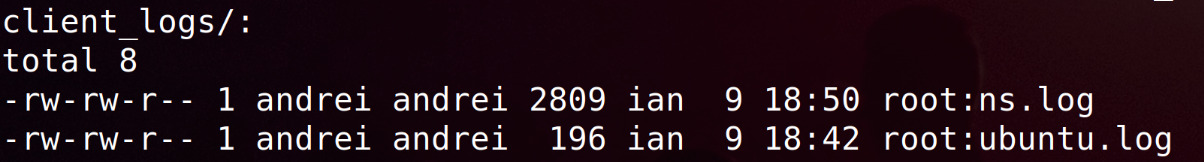 client_logs/:
total 8
-rw-rw-r-- 1 andrei andrei 2809 ian  9 18:50 root:ns.log
-rw-rw-r-- 1 andrei andrei  196 ian  9 18:42 root:ubuntu.log